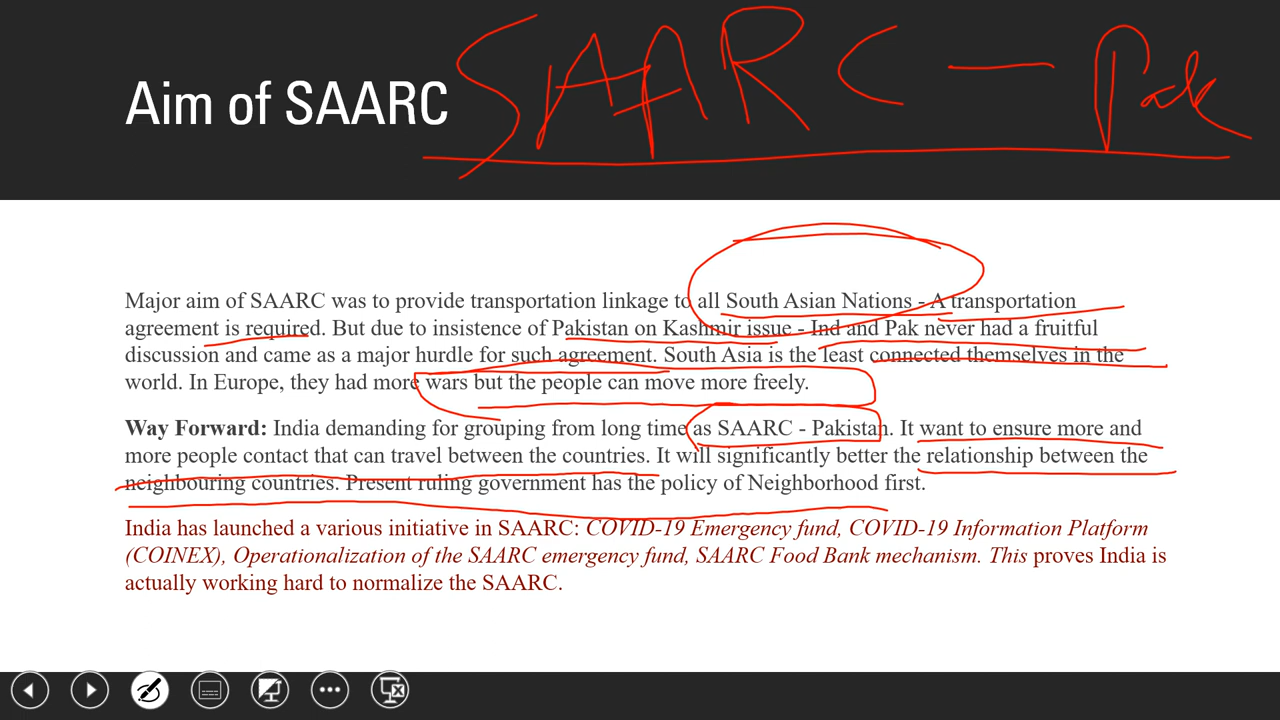 Aim of SAARC
SAARC — Pak
Major aim of SAARC was to provide transportation linkage to all South Asian Nations - A transportation
agreement is required. But due to insistence of Pakistan on Kashmir issue - Ind and Pak never had a fruitful
discussion and came as a major hurdle for such agreement. South Asia is the least connected themselves in the
world. In Europe, they had more wars but the people can move more freely.
Way Forward: India demanding for grouping from long time as SAARC - Pakistan. It want to ensure more and
more people contact that can travel between the countries. It will significantly better the relationship between the
neighbouring countries. Present ruling government has the policy of Neighborhood first.
India has launched a various initiative in SAARC: COVID-19 Emergency fund, COVID-19 Information Platform
(COINEX), Operationalization of the SAARC emergency fund, SAARC Food Bank mechanism. This proves India is
actually working hard to normalize the SAARC.